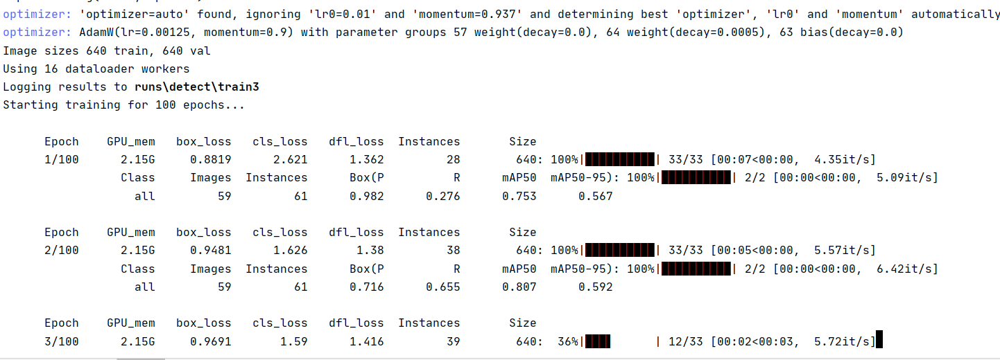 optimizer: 'optimizer=auto' found, ignoring 'lr0=0.01' and 'momentum=0.937' and determining best 'optimizer', 'lr0' and 'momentum' automatically
optimizer: AdamW(lr=0.00125, momentum=0.9) with parameter groups 57 weight(decay=0.0), 64 weight(decay=0.0005), 63 bias(decay=0.0)
Image sizes 640 train, 640 val
Using 16 dataloader workers
Logging results to runs\detect\train3
Starting training for 100 epochs...
Epoch GPU_mem box_loss cls_loss dfl_loss Instances Size
1/100 2.15G 0.8819 2.621 1.362 28 640: 100%|██████████| 33/33 [00:07<00:00, 4.35it/s]
Class Images Instances Box(P R mAP50 mAP50-95): 100%|██████████| 2/2 [00:00<00:00, 5.09it/s]
all 59 61 0.982 0.276 0.753 0.567
Epoch GPU_mem box_loss cls_loss dfl_loss Instances Size
2/100 2.15G 0.9481 1.626 1.38 38 640: 100%|██████████| 33/33 [00:05<00:00, 5.57it/s]
Class Images Instances Box(P R mAP50 mAP50-95): 100%|██████████| 2/2 [00:00<00:00, 6.42it/s]
all 59 61 0.716 0.655 0.807 0.592
Epoch GPU_mem box_loss cls_loss dfl_loss Instances Size
3/100 2.15G 0.9691 1.59 1.416 39 640: 36%|████ | 12/33 [00:02<00:03, 5.72it/s]